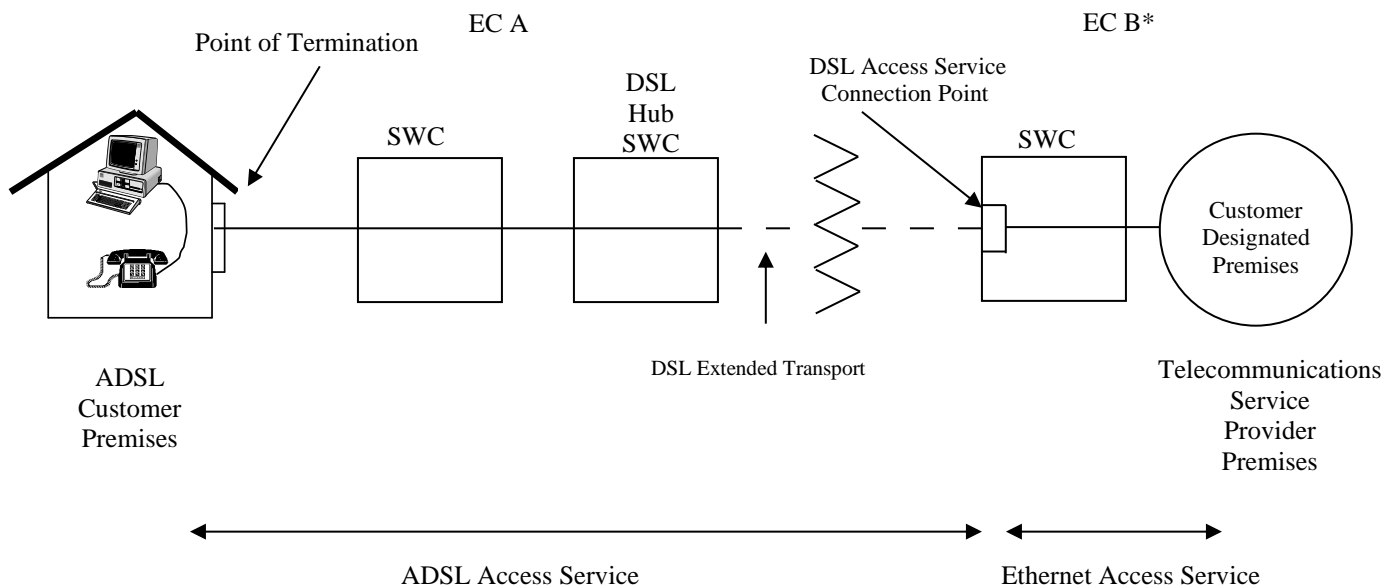 EC A
EC B*
Point of Termination
DSL Access Service
Connection Point
DSL
Hub
SWC
SWC
SWC
Customer
Designated
Premises
DSL Extended Transport
ADSL
Customer
Premises
Telecommunications
Service
Provider
Premises
ADSL Access Service
Ethernet Access Service